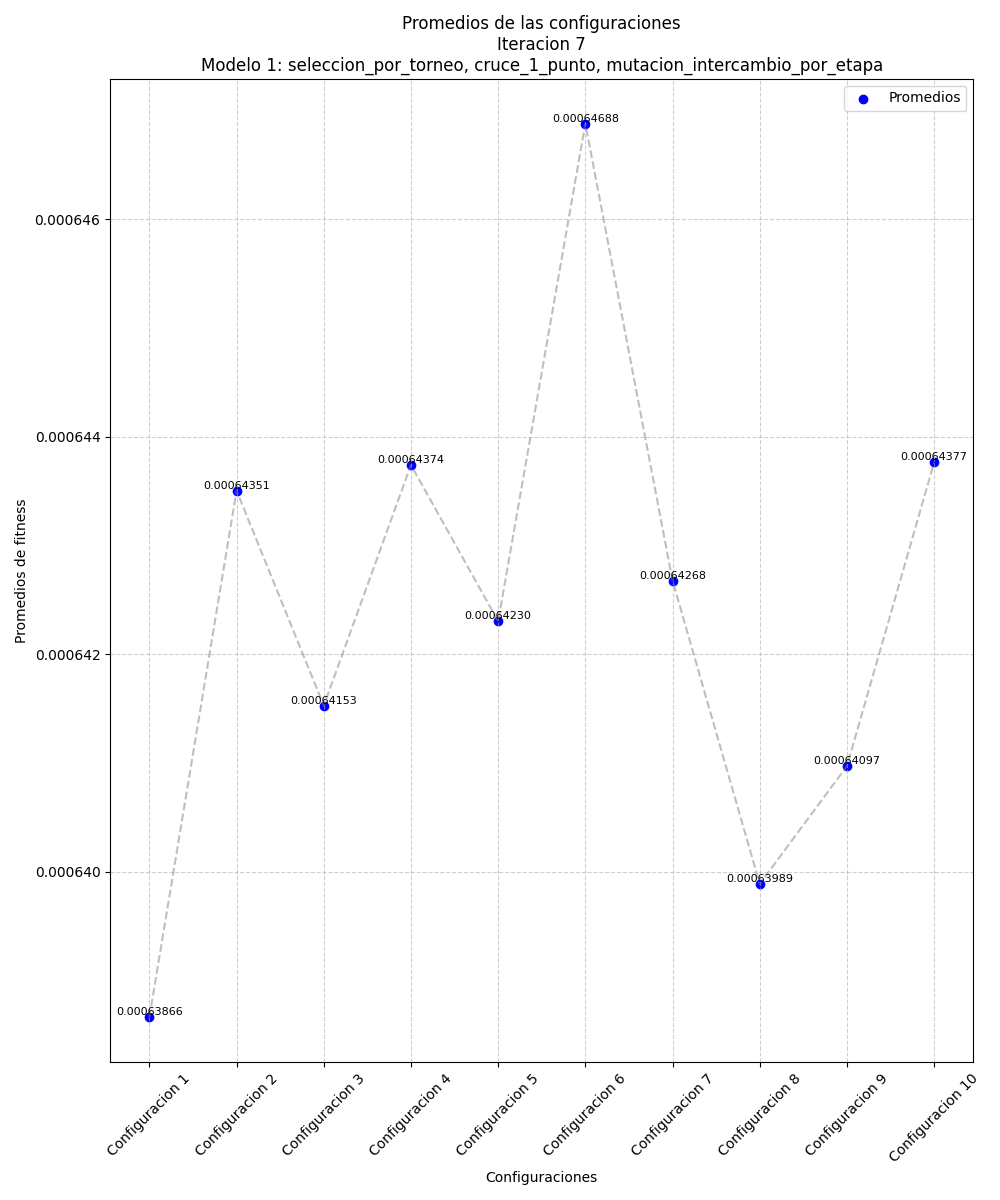 Promedios de las configuraciones
Iteracion 7
Modelo 1: seleccion_por_torneo, cruce_1_punto, mutacion_intercambio_por_etapa
Promedios
0.00064688
0.000646
0.000644
0.00064377
0.00064374
0.00064351
0.00064268
0.00064230
0.000642
0.00064153
0.00064097
0.000640
0.00063989
0.00063866
Promedios de fitness
Configuracion 1
Configuracion 2
Configuracion 3
Configuracion 4
Configuracion 5
Configuracion 6
Configuracion 7
Configuracion 8
Configuracion 9
Configuracion 10
Configuraciones